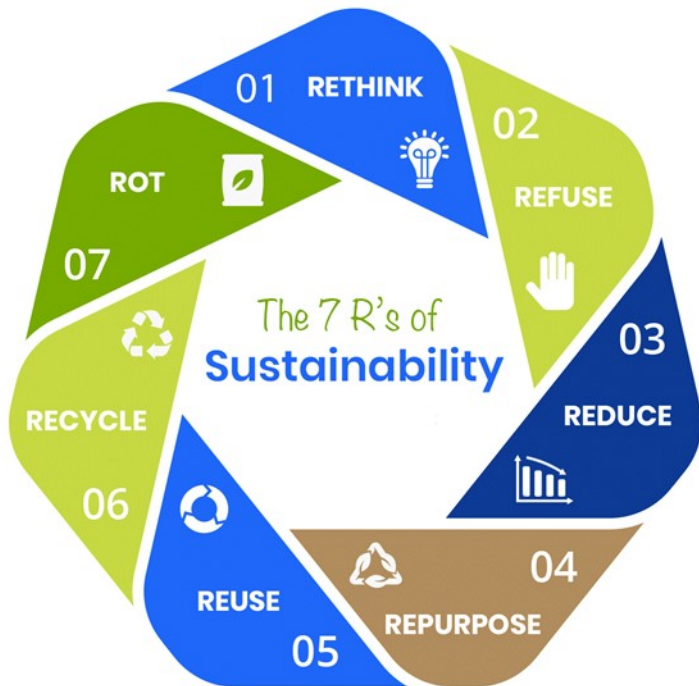 The 7 R's of
Sustainability
01 RETHINK
02
REFUSE
03
REDUCE
04
REPURPOSE
REUSE
05
RECYCLE
06
ROT
07